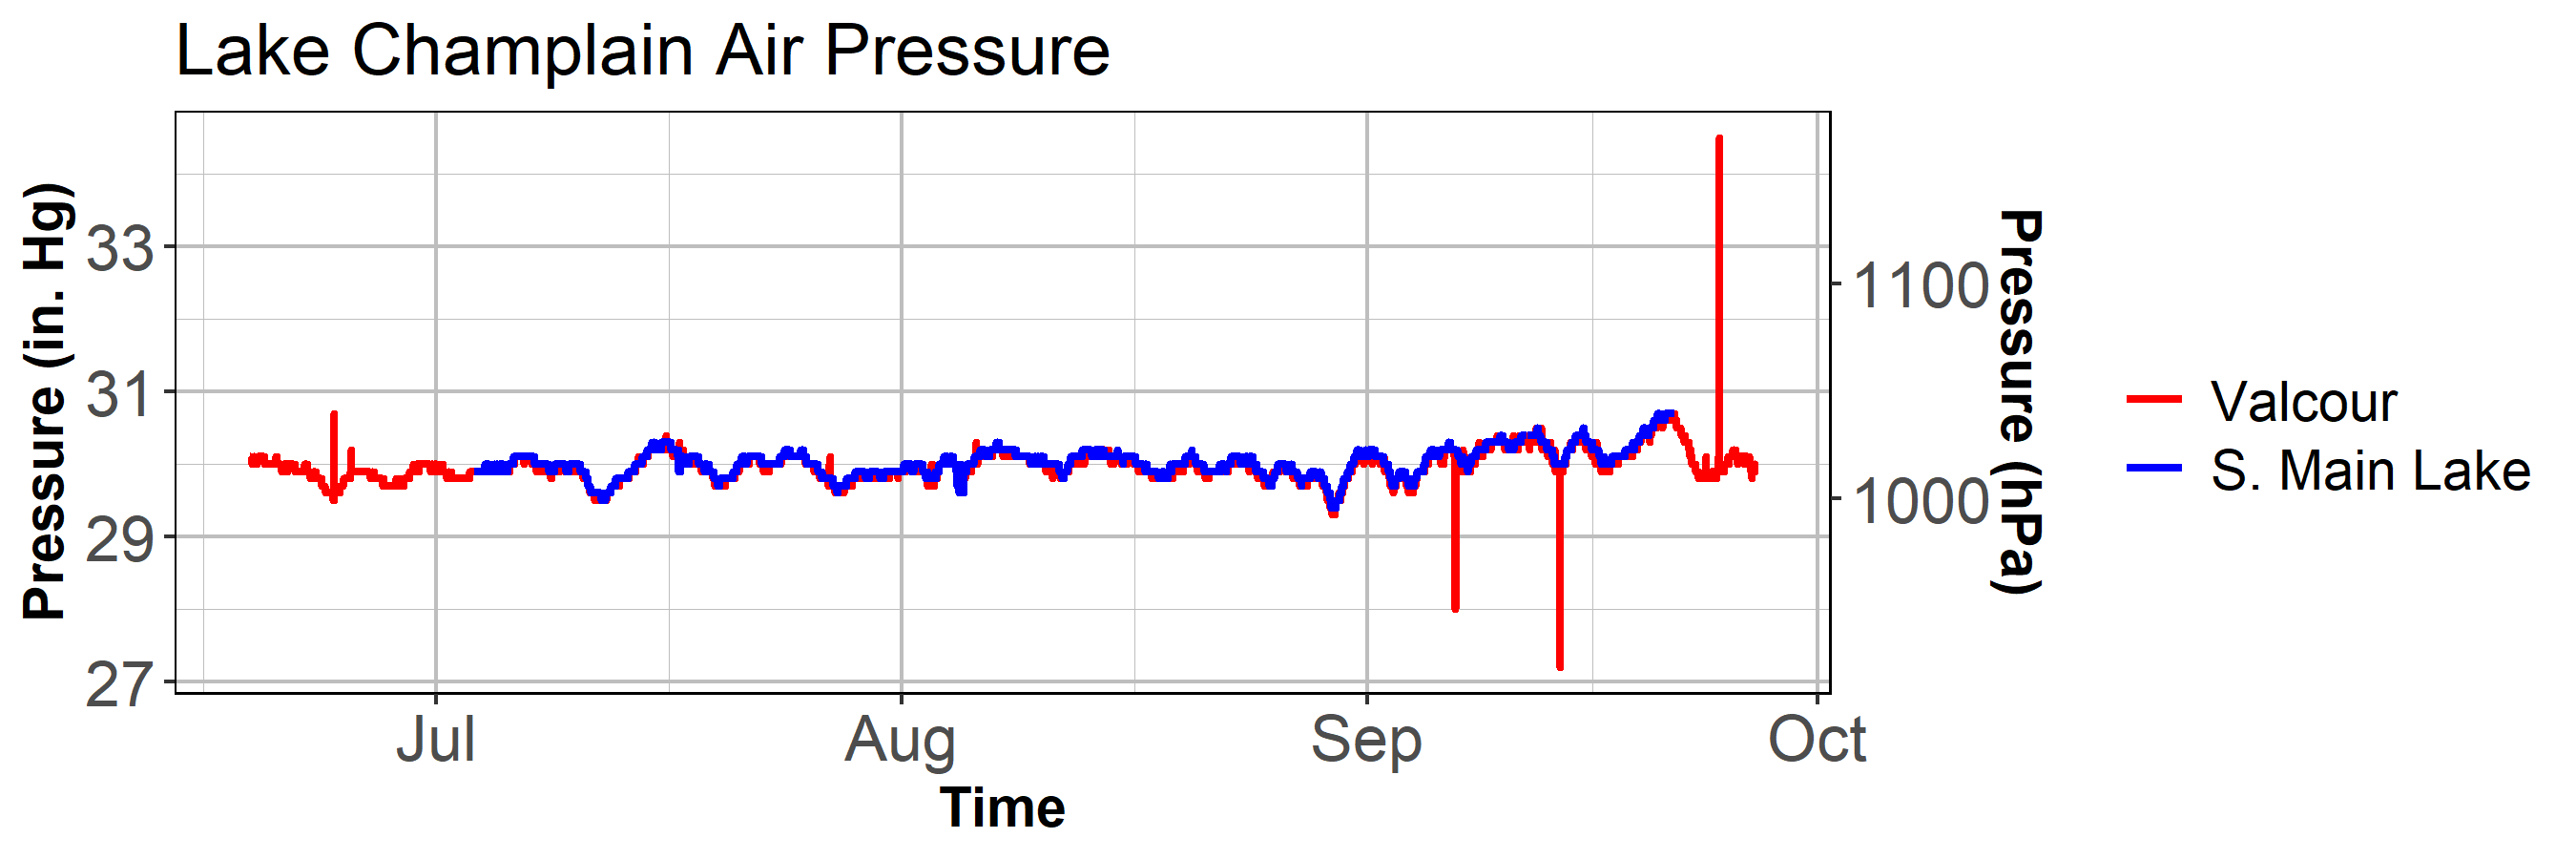 Lake Champlain Air Pressure
Pressure (in. Hg)
33
31
29
27
Jul
Aug
Sep
Oct
Time
1100
1000
Pressure (hPa)
Valcour
S. Main Lake